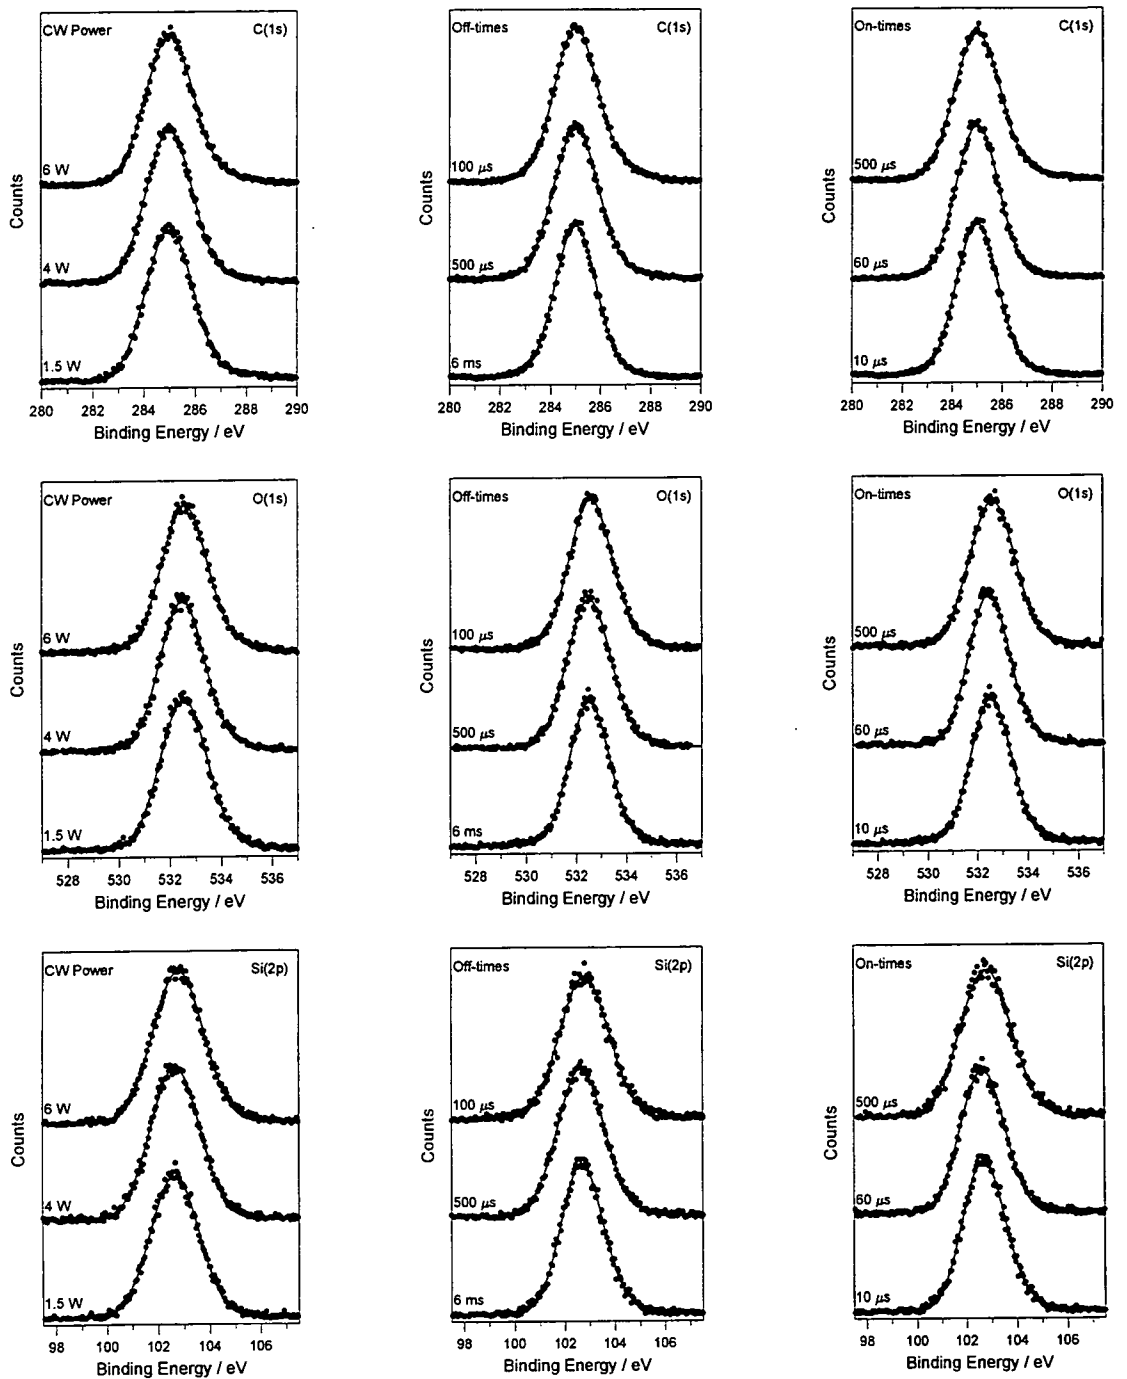 CW Power C(1s)
6 W
4 W
1.5 W
Counts
280 282 284 286 288 290
Binding Energy / eV
Off-times C(1s)
100 μs
500 μs
6 ms
Counts
280 282 284 286 288 290
Binding Energy / eV
On-times C(1s)
500 μs
60 μs
10 μs
Counts
280 282 284 286 288 290
Binding Energy / eV
CW Power O(1s)
6 W
4 W
1.5 W
Counts
528 530 532 534 536
Binding Energy / eV
Off-times O(1s)
100 μs
500 μs
6 ms
Counts
528 530 532 534 536
Binding Energy / eV
On-times O(1s)
500 μs
60 μs
10 μs
Counts
528 530 532 534 536
Binding Energy / eV
CW Power Si(2p)
6 W
4 W
1.5 W
Counts
98 100 102 104 106
Binding Energy / eV
Off-times Si(2p)
100 μs
500 μs
6 ms
Counts
98 100 102 104 106
Binding Energy / eV
On-times Si(2p)
500 μs
60 μs
10 μs
Counts
98 100 102 104 106
Binding Energy / eV